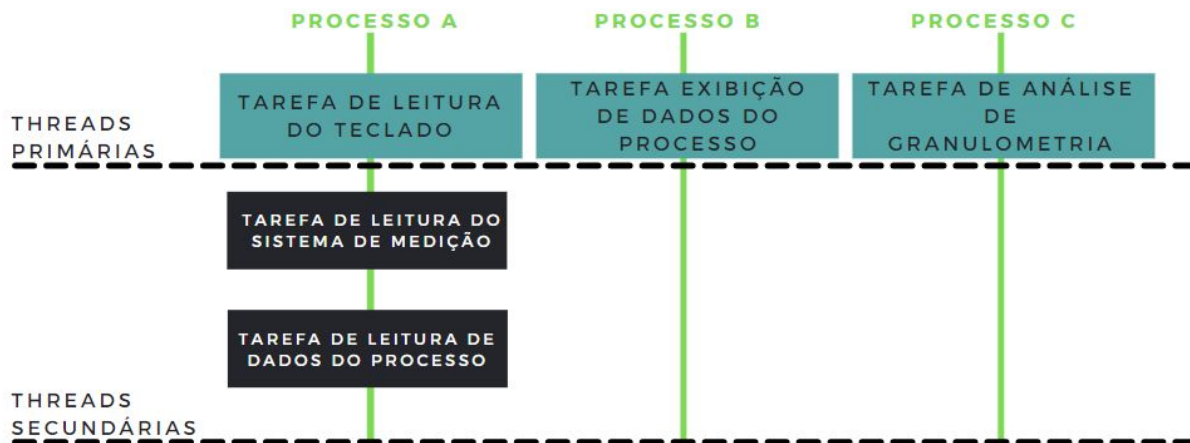 PROCESSO A
PROCESSO B
PROCESSO C
THREADS
PRIMÁRIAS
TAREFA DE LEITURA
DO TECLADO
TAREFA EXIBIÇÃO
DE DADOS DO
PROCESSO
TAREFA DE ANÁLISE
DE
GRANULOMETRIA
TAREFA DE LEITURA DO
SISTEMA DE MEDIÇÃO
TAREFA DE LEITURA DE
DADOS DO PROCESSO
THREADS
SECUNDÁRIAS